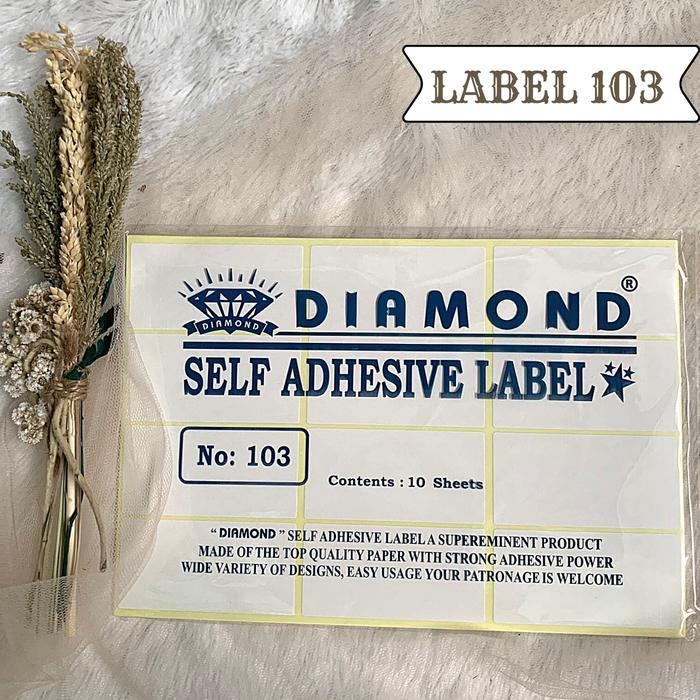 LABEL 103
DIAMOND
DIAMOND®
SELF ADHESIVE LABEL
No: 103
Contents : 10 Sheets
“ DIAMOND ” SELF ADHESIVE LABEL A SUPEREMINENT PRODUCT
MADE OF THE TOP QUALITY PAPER WITH STRONG ADHESIVE POWER
WIDE VARIETY OF DESIGNS, EASY USAGE YOUR PATRONAGE IS WELCOME